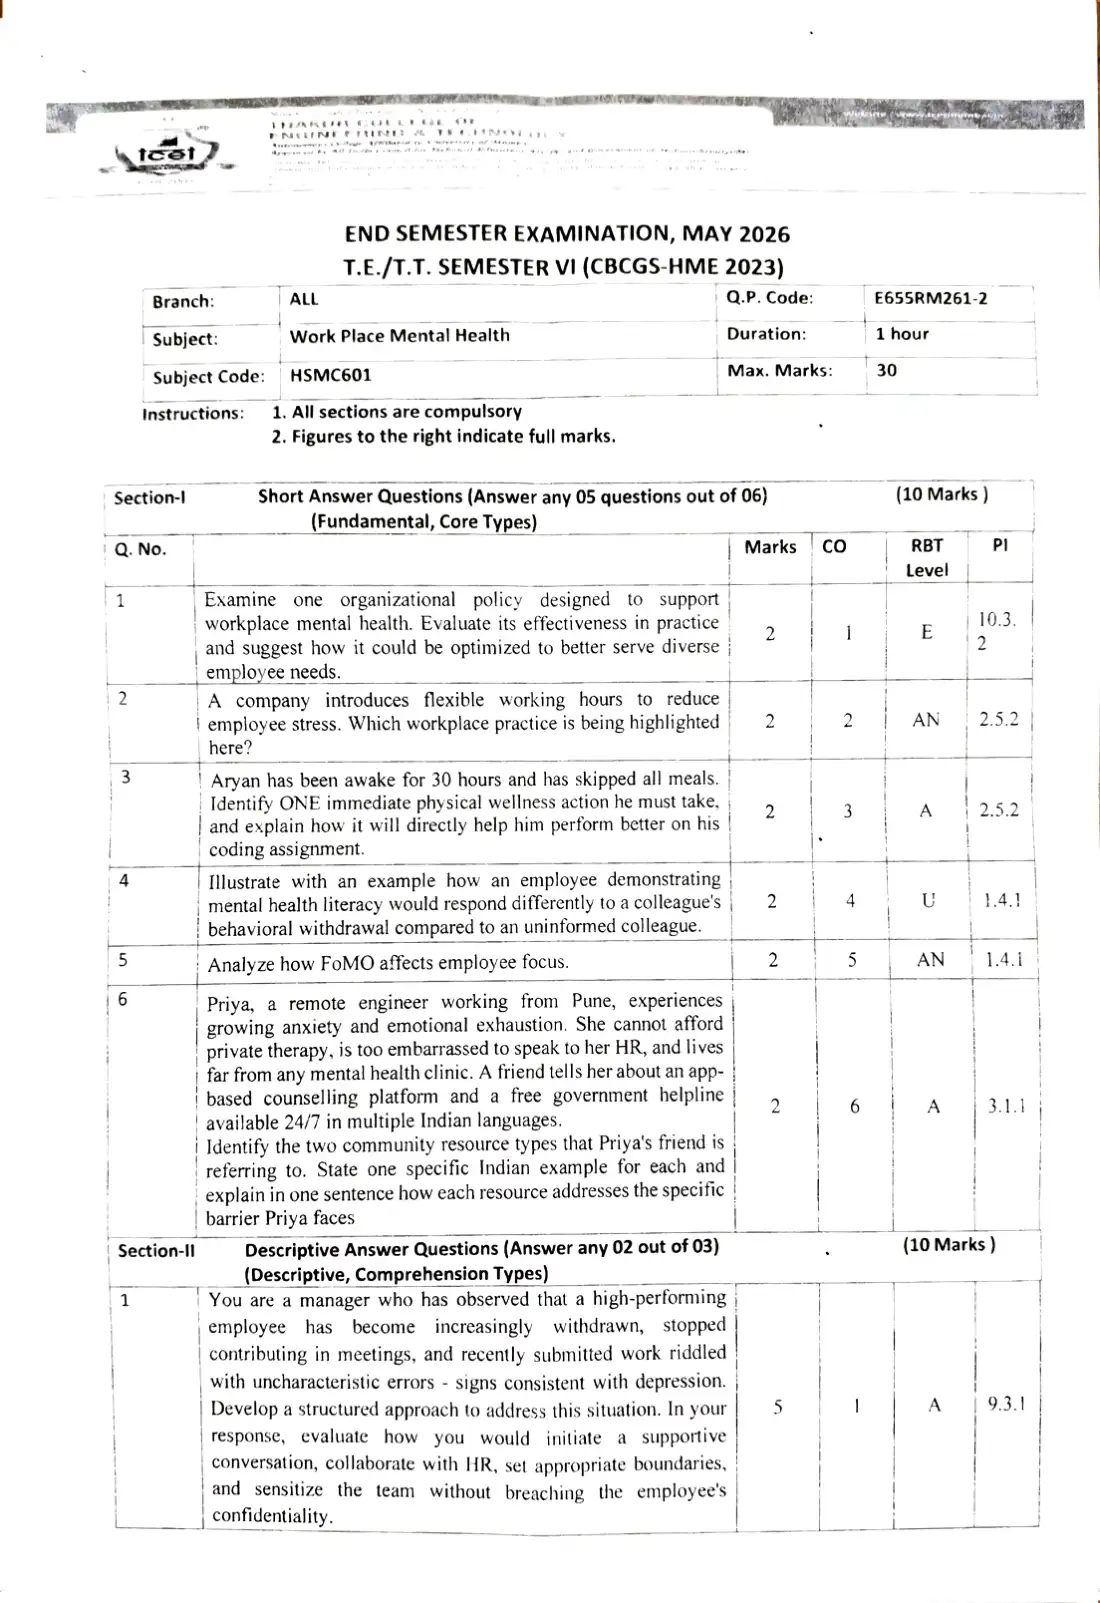 tcet
THAKUR COLLEGE OF
ENGINEERING & TECHNOLOGY
END SEMESTER EXAMINATION, MAY 2026
T.E./T.T. SEMESTER VI (CBCGS-HME 2023)
Branch: ALL Q.P. Code: E655RM261-2
Subject: Work Place Mental Health Duration: 1 hour
Subject Code: HSMC601 Max. Marks: 30
Instructions: 1. All sections are compulsory
2. Figures to the right indicate full marks.
Section-I Short Answer Questions (Answer any 05 questions out of 06) (10 Marks )
(Fundamental, Core Types)
Q. No. Marks CO RBT Level PI
1 Examine one organizational policy designed to support
workplace mental health. Evaluate its effectiveness in practice
and suggest how it could be optimized to better serve diverse
employee needs.
2 1 E 10.3.2
2 A company introduces flexible working hours to reduce
employee stress. Which workplace practice is being highlighted
here?
2 2 AN 2.5.2
3 Aryan has been awake for 30 hours and has skipped all meals.
Identify ONE immediate physical wellness action he must take,
and explain how it will directly help him perform better on his
coding assignment.
2 3 A 2.5.2
4 Illustrate with an example how an employee demonstrating
mental health literacy would respond differently to a colleague's
behavioral withdrawal compared to an uninformed colleague.
2 4 U 1.4.1
5 Analyze how FoMO affects employee focus. 2 5 AN 1.4.1
6 Priya, a remote engineer working from Pune, experiences
growing anxiety and emotional exhaustion. She cannot afford
private therapy, is too embarrassed to speak to her HR, and lives
far from any mental health clinic. A friend tells her about an app-
based counselling platform and a free government helpline
available 24/7 in multiple Indian languages.
Identify the two community resource types that Priya's friend is
referring to. State one specific Indian example for each and
explain in one sentence how each resource addresses the specific
barrier Priya faces
2 6 A 3.1.1
Section-II Descriptive Answer Questions (Answer any 02 out of 03) (10 Marks )
(Descriptive, Comprehension Types)
1 You are a manager who has observed that a high-performing
employee has become increasingly withdrawn, stopped
contributing in meetings, and recently submitted work riddled
with uncharacteristic errors - signs consistent with depression.
Develop a structured approach to address this situation. In your
response, evaluate how you would initiate a supportive
conversation, collaborate with HR, set appropriate boundaries,
and sensitize the team without breaching the employee's
confidentiality.
5 1 A 9.3.1